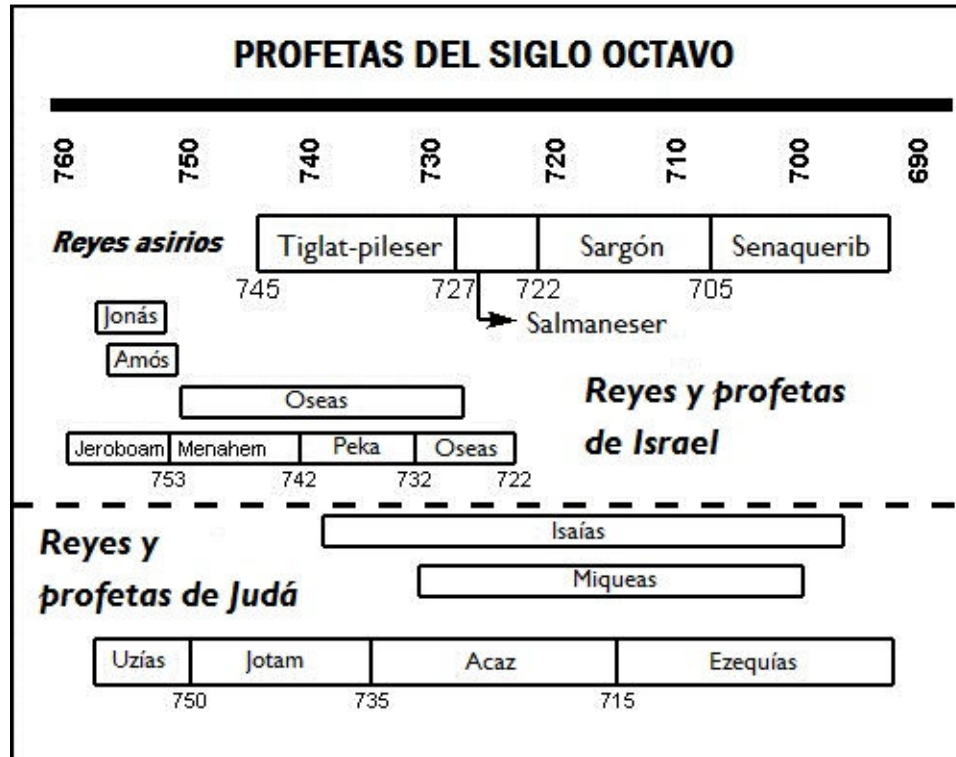 PROFETAS DEL SIGLO OCTAVO
760 750 740 730 720 710 700 690
Reyes asirios Tiglat-pileser Sargón Senaquerib
745 727 722 705
Salmaneser
Jonás
Amós
Oseas
Reyes y profetas
de Israel
Jeroboam Menahem Peka Oseas
753 742 732 722
Isaías
Reyes y
profetas de Judá
Miqueas
Uzías Jotam Acaz Ezequías
750 735 715